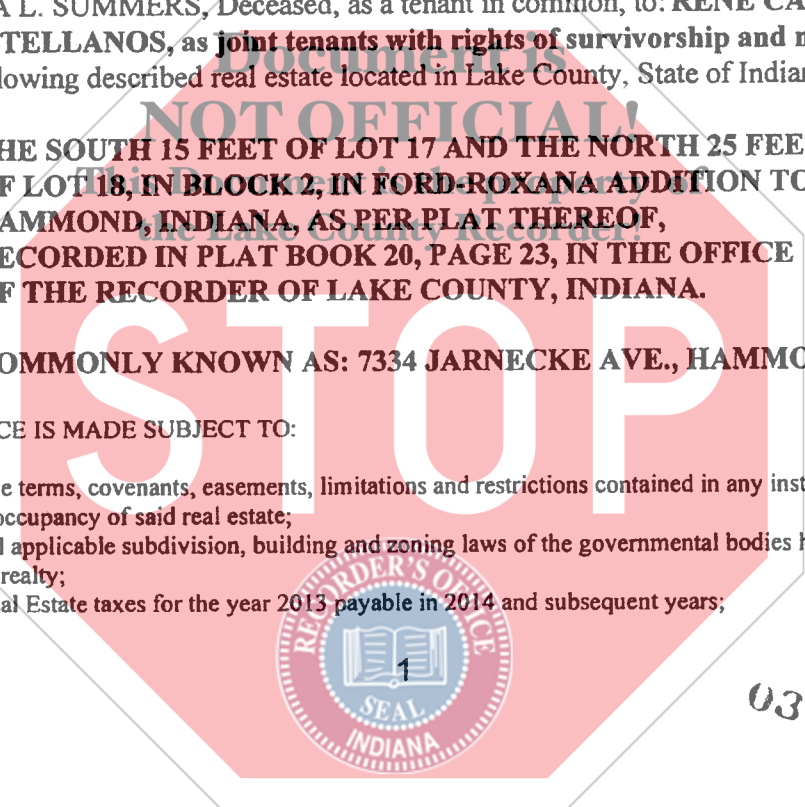 A L. SUMMERS, Deceased, as a tenant in common, to: RENE CA
TELLANOS, as joint tenants with rights of survivorship and n
lowing described real estate located in Lake County, State of Indian
Document is
NOT OFFICIAL!
This Document is the property of
the Lake County Recorder!
HE SOUTH 15 FEET OF LOT 17 AND THE NORTH 25 FEE
F LOT 18, IN BLOCK 2, IN FORD-ROXANA ADDITION TO
AMMOND, INDIANA, AS PER PLAT THEREOF,
ECORDED IN PLAT BOOK 20, PAGE 23, IN THE OFFICE
F THE RECORDER OF LAKE COUNTY, INDIANA.
STOP
OMMONLY KNOWN AS: 7334 JARNECKE AVE., HAMMO
CE IS MADE SUBJECT TO:
e terms, covenants, easements, limitations and restrictions contained in any inst
occupancy of said real estate;
l applicable subdivision, building and zoning laws of the governmental bodies h
realty;
al Estate taxes for the year 2013 payable in 2014 and subsequent years;
RECORDER'S OFFICE
1
SEAL
INDIANA
03